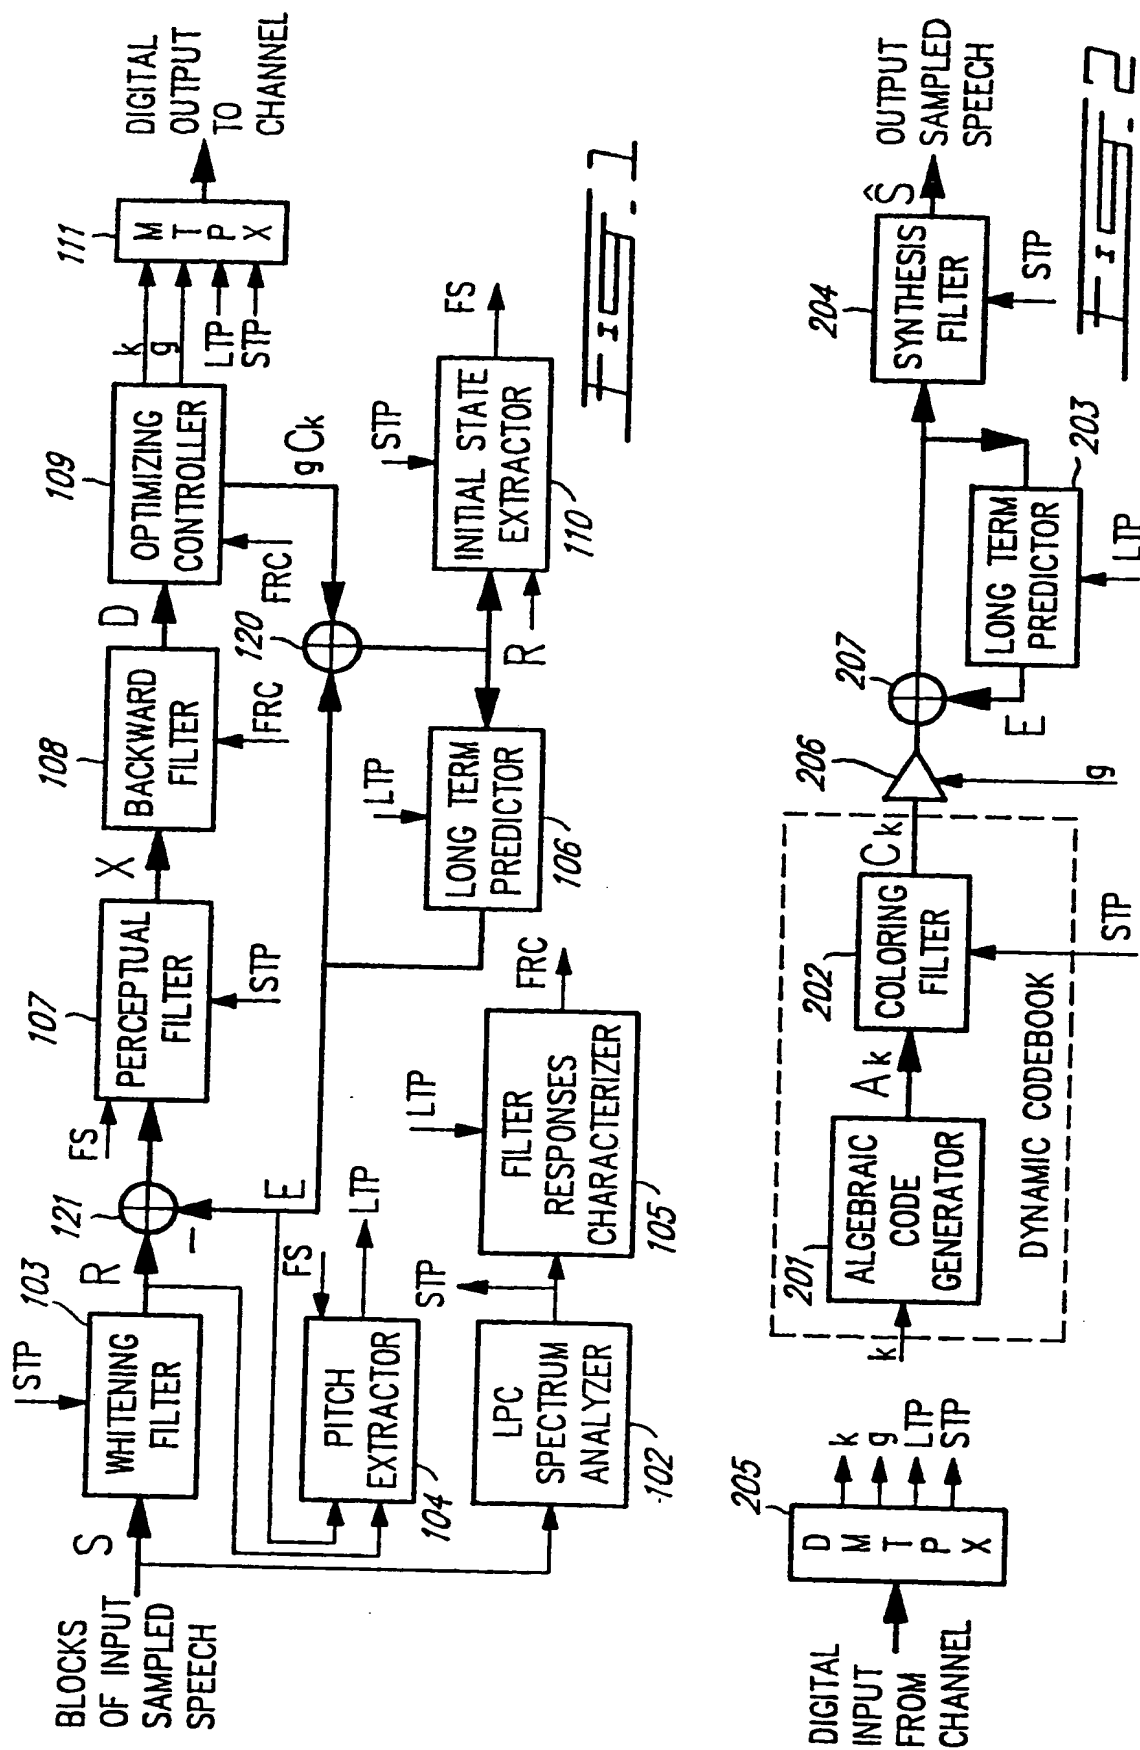 BLOCKS
OF INPUT
SAMPLED
SPEECH
S
STP
WHITENING
FILTER
103
R
121
−
FS
PERCEPTUAL
FILTER
107
STP
X
BACKWARD
FILTER
108
FRC
D
OPTIMIZING
CONTROLLER
109
FRC
k
g
LTP
STP
M
T
P
X
111
DIGITAL
OUTPUT
TO
CHANNEL
gCk
120
E
FS
PITCH
EXTRACTOR
104
LTP
LTP
LONG TERM
PREDICTOR
106
R
STP
INITIAL STATE
EXTRACTOR
110
FS
LPC
SPECTRUM
ANALYZER
102
STP
LTP
FILTER
RESPONSES
CHARACTERIZER
105
FRC
FIG. 1
DIGITAL
INPUT
FROM
CHANNEL
D
M
T
P
X
205
k
g
LTP
STP
k
ALGEBRAIC
CODE
GENERATOR
201
Ak
COLORING
FILTER
202
Ck
STP
DYNAMIC CODEBOOK
206
g
207
E
LONG TERM
PREDICTOR
203
LTP
SYNTHESIS
FILTER
204
STP
Ŝ
OUTPUT
SAMPLED
SPEECH
FIG. 2